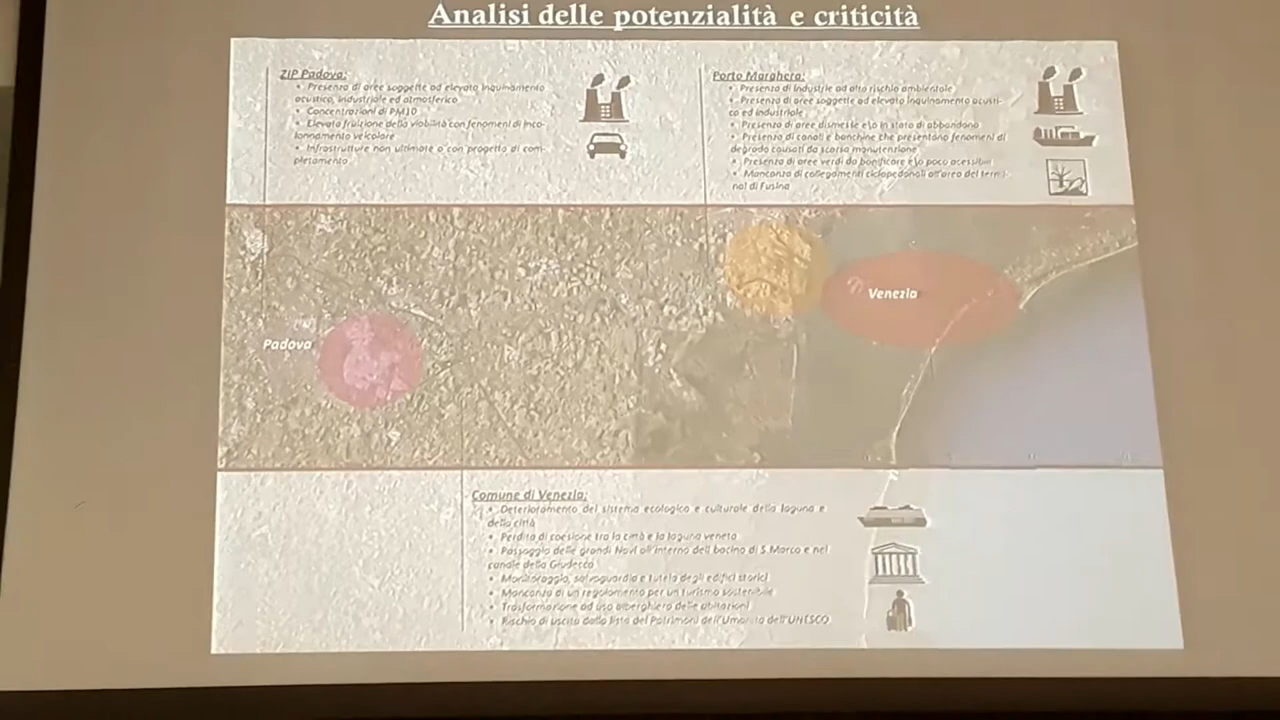 Analisi delle potenzialità e criticità
ZIP Padova:
• Presenza di aree soggette ad elevato inquinamento
acustico, industriale ed atmosferico
• Concentrazioni di PM10
• Elevata fruizione della viabilità con fenomeni di inco-
lonnamento veicolare
• Infrastrutture non ultimate o con progetto di com-
pletamento
Porto Marghera:
• Presenza di industrie ad alto rischio ambientale
• Presenza di aree soggette ad elevato inquinamento acusti-
co ed industriale
• Presenza di aree dismesse e\o in stato di abbandono
• Presenza di canali e banchine che presentano fenomeni di
degrado causati da scarsa manutenzione
• Presenza di aree verdi da bonificare e\o poco accessibili
• Mancanza di collegamenti ciclopedonali all'area del termi-
nal di Fusina
Venezia
Padova
Comune di Venezia:
• Deterioramento del sistema ecologico e culturale della laguna e
della città
• Perdita di coesione tra la città e la laguna veneta
• Passaggio delle grandi Navi all'interno dell bacino di S.Marco e nel
canale della Giudecca
• Monitoraggio, salvaguardia e tutela degli edifici storici
• Mancanza di un regolamento per un turismo sostenibile
• Trasformazione ad uso alberghiero delle abitazioni
• Rischio di uscita dalla lista dei Patrimoni dell'Umanità dell'UNESCO